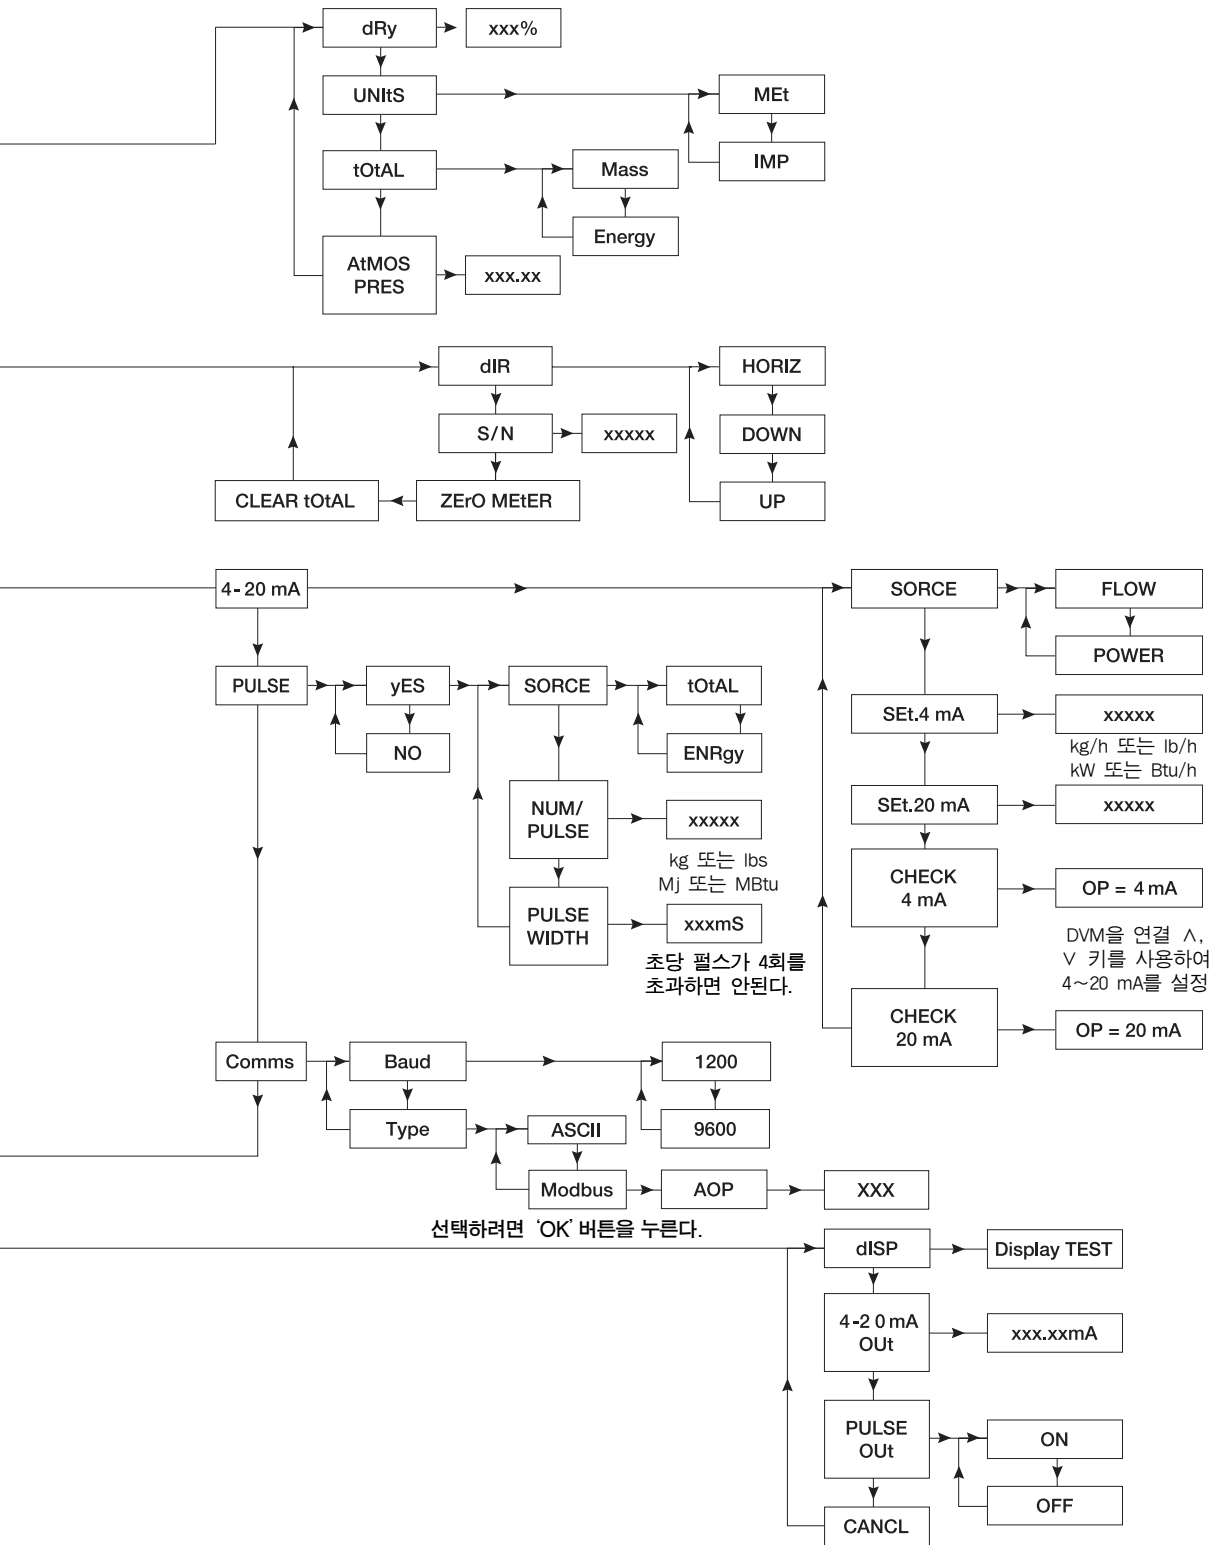 dRy
xxx%
UNItS
MEt
IMP
tOtAL
Mass
Energy
AtMOS
PRES
xxx.xx
dIR
HORIZ
S/N
xxxxx
DOWN
UP
CLEAR tOtAL
ZErO MEtER
4-20 mA
SORCE
FLOW
POWER
PULSE
yES
NO
SORCE
tOtAL
ENRgy
NUM/
PULSE
xxxxx
kg 또는 lbs
Mj 또는 MBtu
PULSE
WIDTH
xxxmS
초당 펄스가 4회를
초과하면 안된다.
SEt.4 mA
xxxxx
kg/h 또는 lb/h
kW 또는 Btu/h
SEt.20 mA
xxxxx
CHECK
4 mA
OP = 4 mA
DVM을 연결 ∧,
∨ 키를 사용하여
4~20 mA를 설정
CHECK
20 mA
OP = 20 mA
Comms
Baud
1200
9600
Type
ASCII
Modbus
AOP
XXX
선택하려면 ‘OK’ 버튼을 누른다.
dISP
Display TEST
4-2 0 mA
OUt
xxx.xxmA
PULSE
OUt
ON
OFF
CANCL